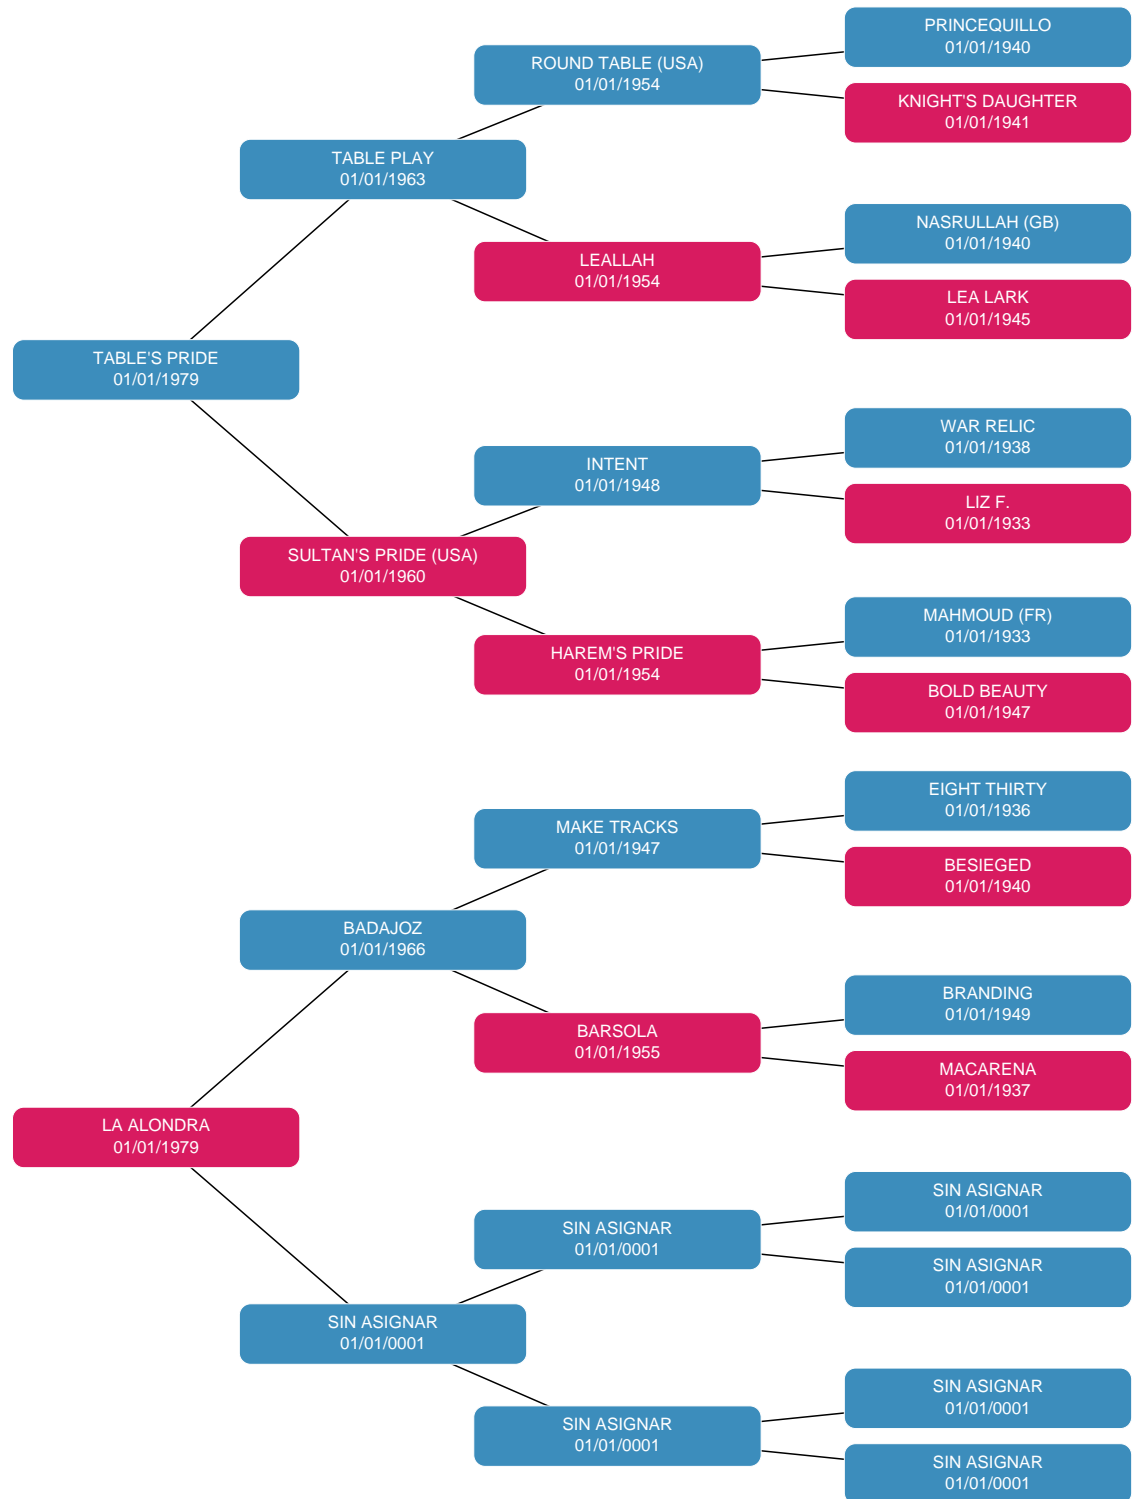 PRINCEQUILLO
01/01/1940
ROUND TABLE (USA)
01/01/1954
KNIGHT'S DAUGHTER
01/01/1941
TABLE PLAY
01/01/1963
NASRULLAH (GB)
01/01/1940
LEALLAH
01/01/1954
LEA LARK
01/01/1945
TABLE'S PRIDE
01/01/1979
WAR RELIC
01/01/1938
INTENT
01/01/1948
LIZ F.
01/01/1933
SULTAN'S PRIDE (USA)
01/01/1960
MAHMOUD (FR)
01/01/1933
HAREM'S PRIDE
01/01/1954
BOLD BEAUTY
01/01/1947
EIGHT THIRTY
01/01/1936
MAKE TRACKS
01/01/1947
BESIEGED
01/01/1940
BADAJOZ
01/01/1966
BRANDING
01/01/1949
BARSOLA
01/01/1955
MACARENA
01/01/1937
LA ALONDRA
01/01/1979
SIN ASIGNAR
01/01/0001
SIN ASIGNAR
01/01/0001
SIN ASIGNAR
01/01/0001
SIN ASIGNAR
01/01/0001
SIN ASIGNAR
01/01/0001
SIN ASIGNAR
01/01/0001
SIN ASIGNAR
01/01/0001